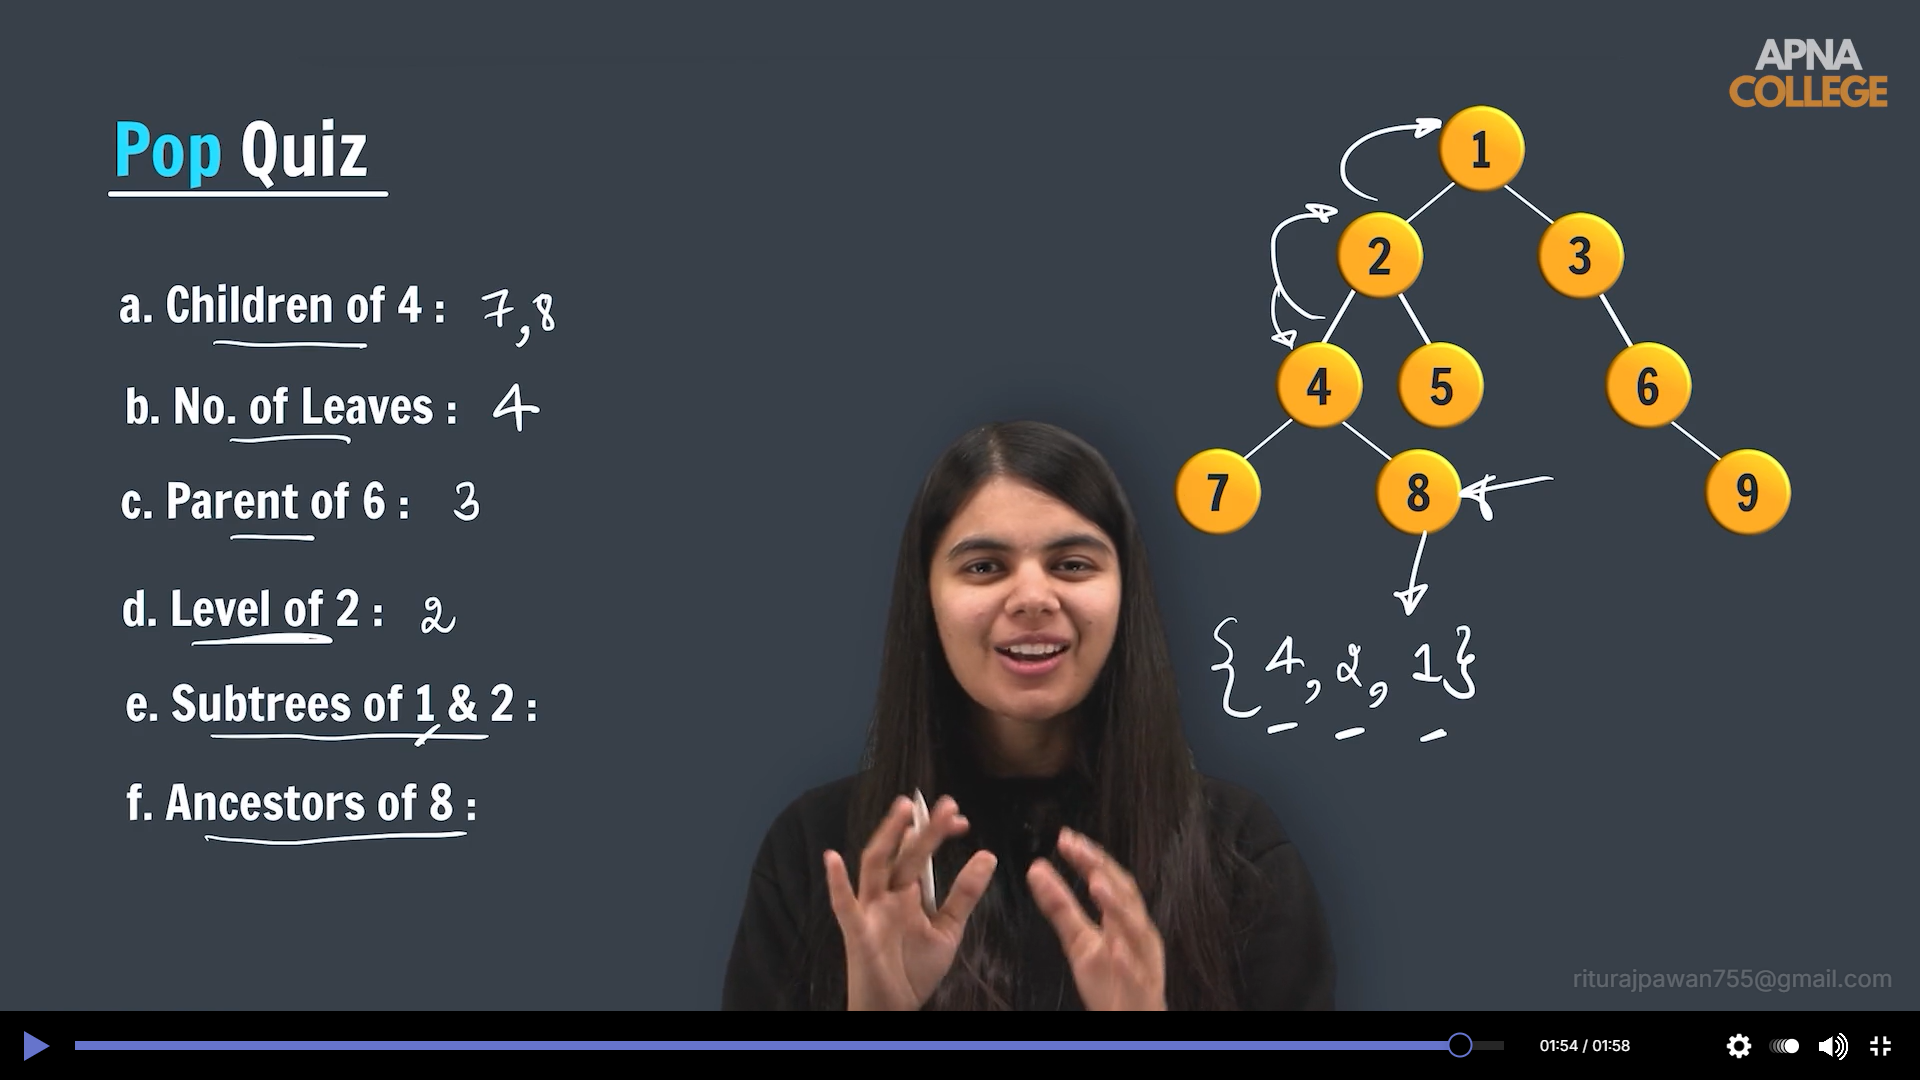 APNA
COLLEGE
Pop Quiz
a. Children of 4 : 7,8
b. No. of Leaves : 4
c. Parent of 6 : 3
d. Level of 2 : 2
e. Subtrees of 1 & 2 :
f. Ancestors of 8 :
1
2 3
4 5 6
7 8 9
{4, 2, 1}
riturajpawan755@gmail.com
01:54 / 01:58